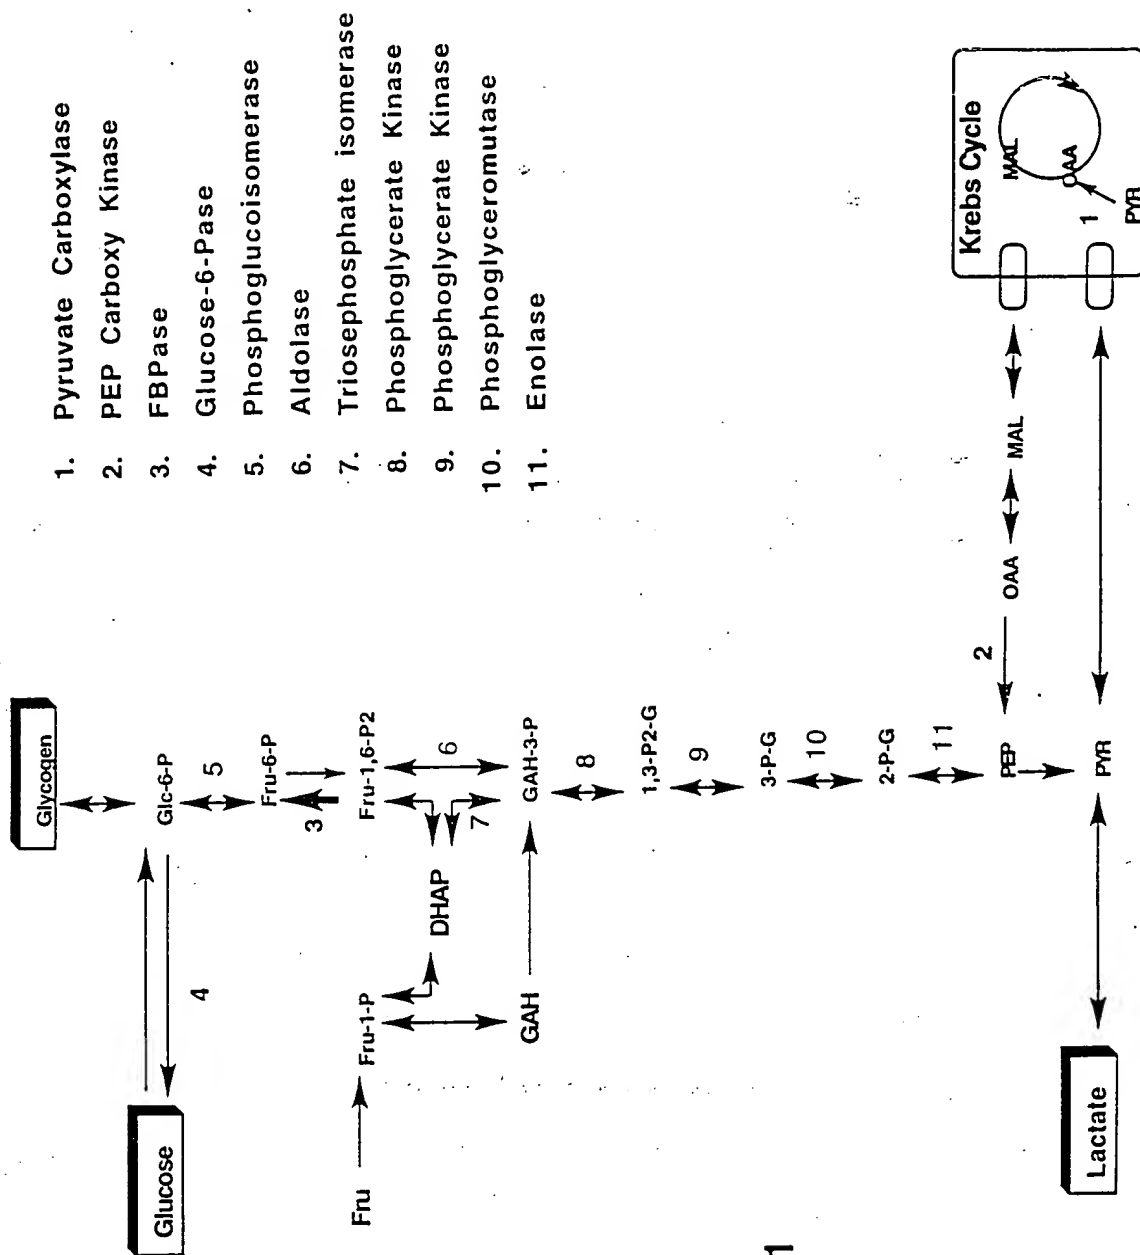 1. Pyruvate Carboxylase
2. PEP Carboxy Kinase
3. FBPase
4. Glucose-6-Pase
5. Phosphoglucoisomerase
6. Aldolase
7. Triosephosphate isomerase
8. Phosphoglycerate Kinase
9. Phosphoglycerate Kinase
10. Phosphoglyceromutase
11. Enolase
Glycogen
Glucose
4
Glc-6-P
5
Fru-6-P
3
Fru
Fru-1-P
Fru-1,6-P2
DHAP
6
7
GAH
GAH-3-P
8
1,3-P2-G
9
3-P-G
10
2-P-G
11
PEP
2
OAA
MAL
Krebs Cycle
MAL
OAA
1
PYR
Lactate
PYR
1